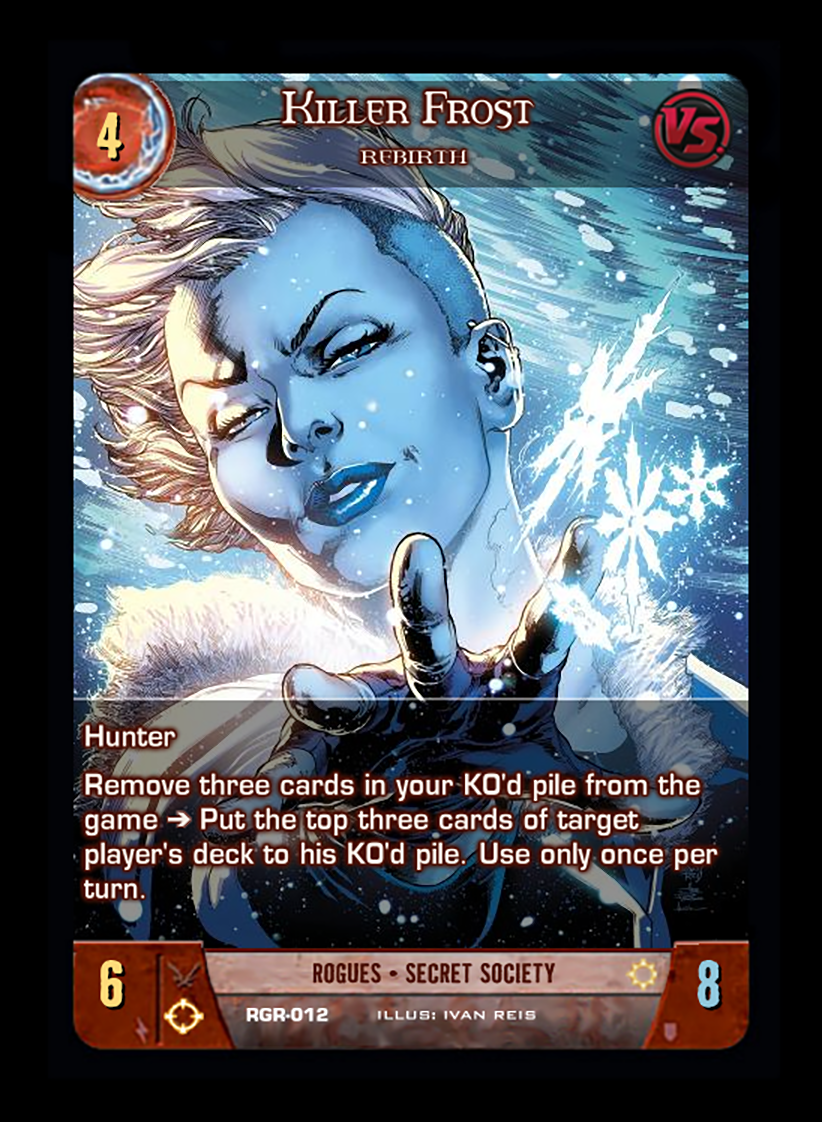 4
KILLER FROST
VS.
REBIRTH
Hunter
Remove three cards in your KO'd pile from the
game ➔ Put the top three cards of target
player's deck to his KO'd pile. Use only once per
turn.
6
ROGUES • SECRET SOCIETY
8
RGR-012 ILLUS: IVAN REIS